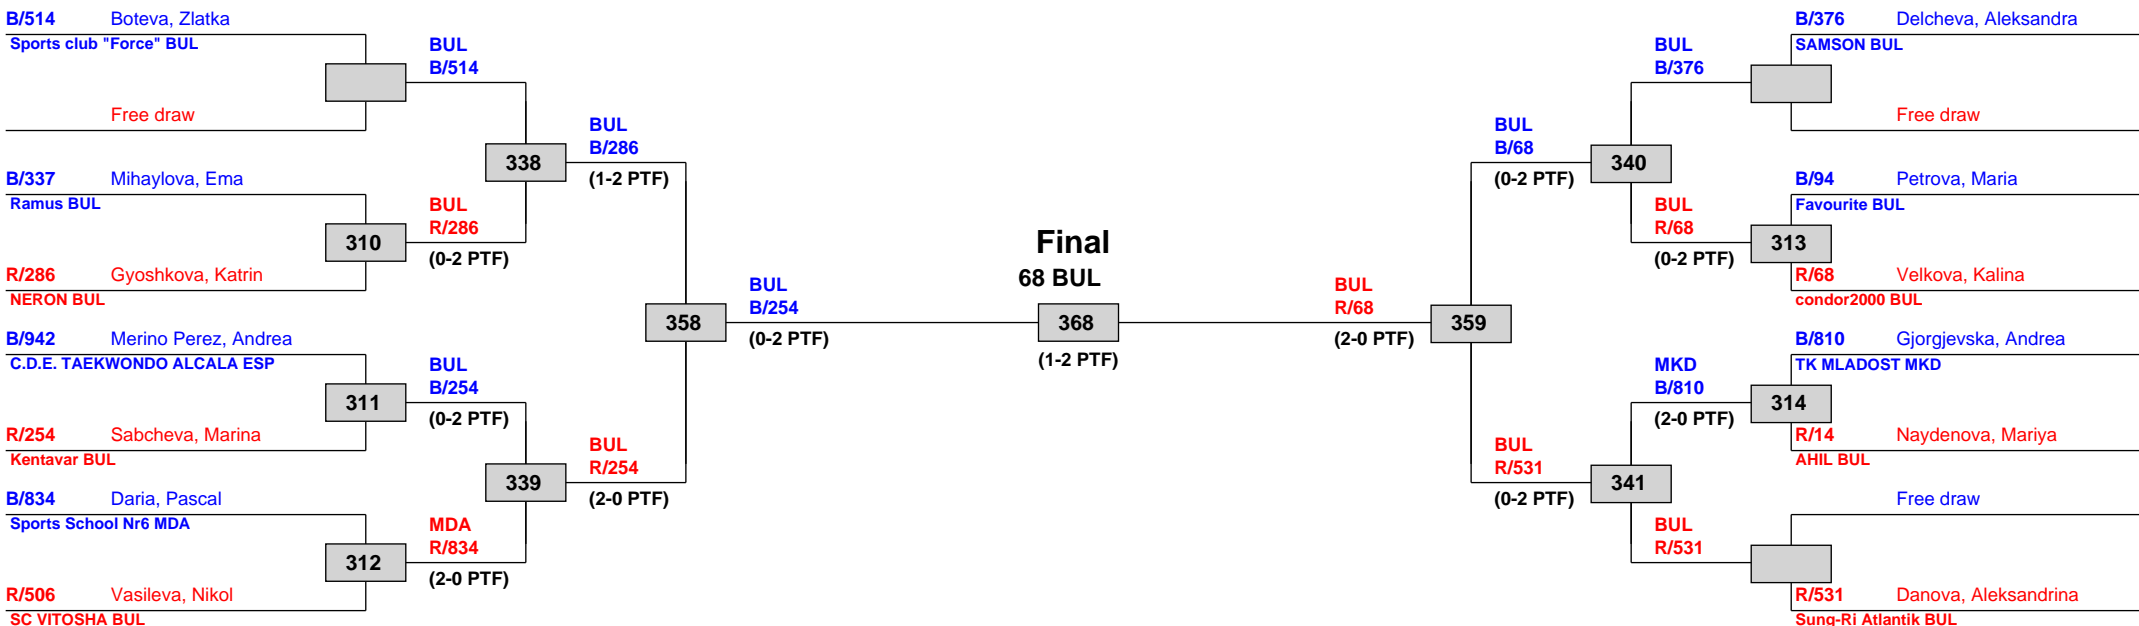 B/514 Boteva, Zlatka
Sports club "Force" BUL
Free draw
B/337 Mihaylova, Ema
Ramus BUL
R/286 Gyoshkova, Katrin
NERON BUL
B/942 Merino Perez, Andrea
C.D.E. TAEKWONDO ALCALA ESP
R/254 Sabcheva, Marina
Kentavar BUL
B/834 Daria, Pascal
Sports School Nr6 MDA
R/506 Vasileva, Nikol
SC VITOSHA BUL
310
311
312
BUL
B/514
BUL
R/286
(0-2 PTF)
BUL
B/254
(0-2 PTF)
MDA
R/834
(2-0 PTF)
338
339
BUL
B/286
(1-2 PTF)
BUL
R/254
(2-0 PTF)
358
BUL
B/254
(0-2 PTF)
Final
68 BUL
368
(1-2 PTF)
BUL
R/68
(2-0 PTF)
359
BUL
B/68
(0-2 PTF)
BUL
R/531
(0-2 PTF)
340
341
BUL
B/376
BUL
R/68
(0-2 PTF)
MKD
B/810
(2-0 PTF)
BUL
R/531
313
314
B/376 Delcheva, Aleksandra
SAMSON BUL
Free draw
B/94 Petrova, Maria
Favourite BUL
R/68 Velkova, Kalina
condor2000 BUL
B/810 Gjorgjevska, Andrea
TK MLADOST MKD
R/14 Naydenova, Mariya
AHIL BUL
Free draw
R/531 Danova, Aleksandrina
Sung-Ri Atlantik BUL